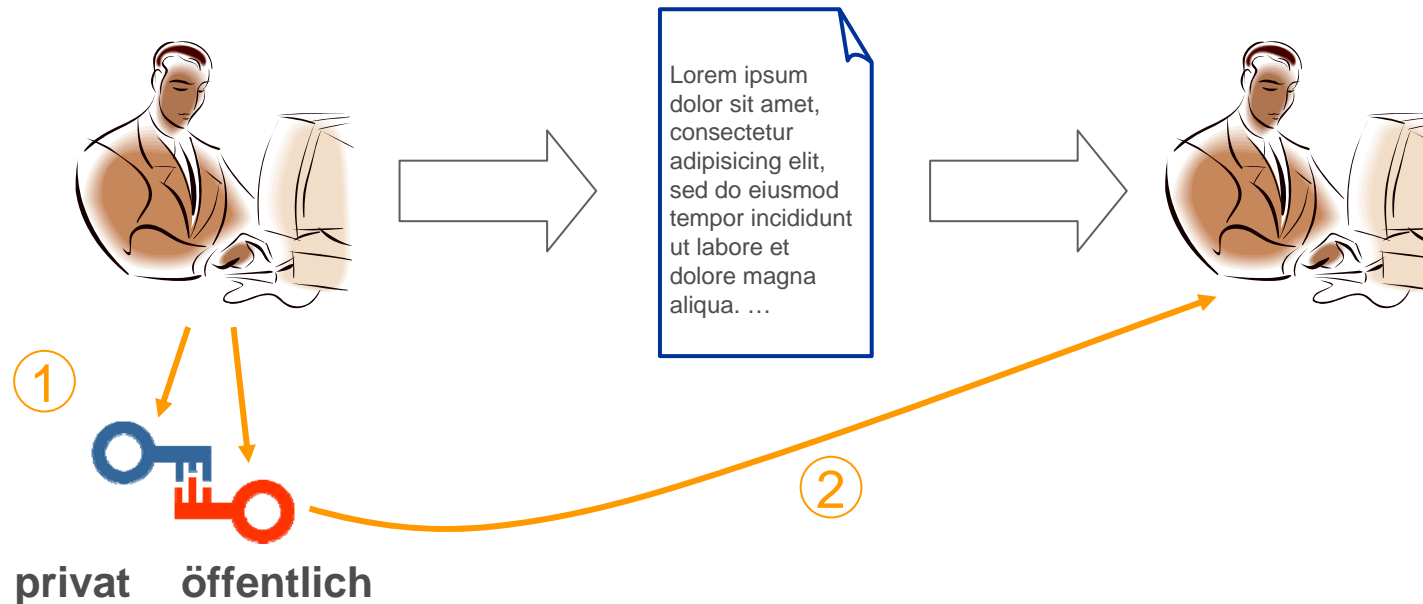 Lorem ipsum
dolor sit amet,
consectetur
adipisicing elit,
sed do eiusmod
tempor incididunt
ut labore et
dolore magna
aliqua. …
1
2
privat öffentlich